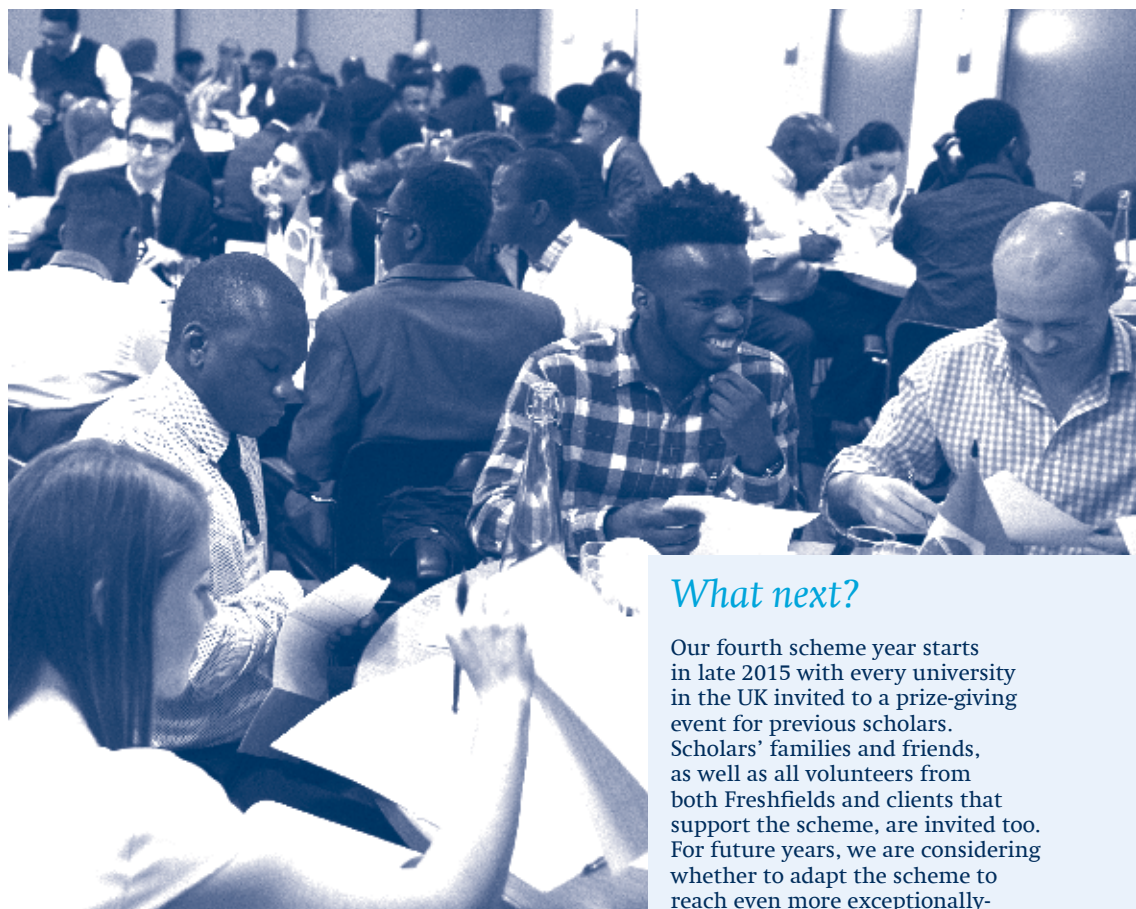 What next?
Our fourth scheme year starts
in late 2015 with every university
in the UK invited to a prize-giving
event for previous scholars.
Scholars’ families and friends,
as well as all volunteers from
both Freshfields and clients that
support the scheme, are invited too.
For future years, we are considering
whether to adapt the scheme to
reach even more exceptionally-